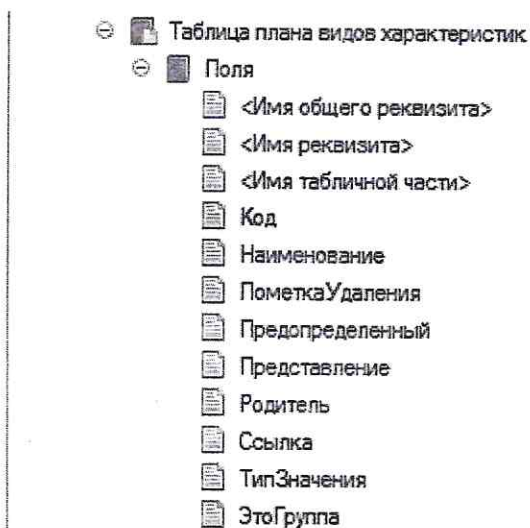 Таблица плана видов характеристик
Поля
<Имя общего реквизита>
<Имя реквизита>
<Имя табличной части>
Код
Наименование
ПометкаУдаления
Предопределенный
Представление
Родитель
Ссылка
ТипЗначения
ЭтоГруппа